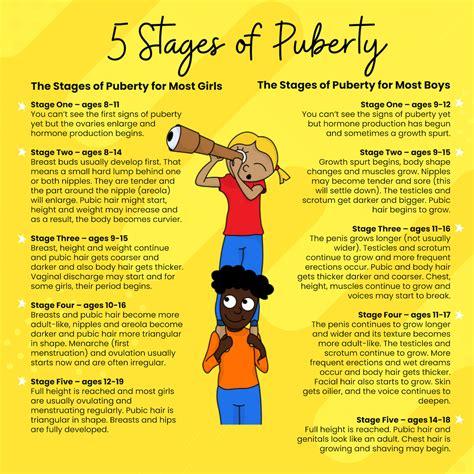 5 Stages of Puberty
The Stages of Puberty for Most Girls
Stage One – ages 8-11
You can't see the first signs of puberty
yet but the ovaries enlarge and
hormone production begins.
Stage Two – ages 8-14
Breast buds usually develop first. That
means a small hard lump behind one
or both nipples. They are tender and
the part around the nipple (areola)
will enlarge. Pubic hair might start,
height and weight may increase and
as a result, the body becomes curvier.
Stage Three – ages 9-15
Breast, height and weight continue
and pubic hair gets coarser and
darker and also body hair gets thicker.
Vaginal discharge may start and for
some girls, their period begins.
Stage Four – ages 10-16
Breasts and pubic hair become more
adult-like, nipples and areola become
darker and pubic hair more triangular
in shape. Menarche (first
menstruation) and ovulation usually
start now and are often irregular.
Stage Five – ages 12-19
Full height is reached and most girls
are usually ovulating and
menstruating regularly. Pubic hair is
triangular in shape. Breasts and hips
are fully developed.
The Stages of Puberty for Most Boys
Stage One – ages 9-12
You can't see the first signs of puberty
yet but hormone production has begun
and sometimes a growth spurt.
Stage Two – ages 9-15
Growth spurt begins, body shape
changes and muscles grow. Nipples
may become tender and sore (this
will settle down). The testicles and
scrotum get darker and bigger. Pubic
hair begins to grow.
Stage Three – ages 11-16
The penis grows longer (not usually
wider). Testicles and scrotum
continue to grow and more frequent
erections occur. Pubic and body hair
gets thicker darker and coarser. Chest,
height, muscles continue to grow and
voices may start to break.
Stage Four – ages 11-17
The penis continues to grow longer
and wider and its texture becomes
more adult-like. The testicles and
scrotum continue to grow. More
frequent erections and wet dreams
occur and body hair gets thicker.
Facial hair also starts to grow. Skin
gets oilier, and the voice continues to
deepen.
Stage Five – ages 14-18
Full height is reached. Pubic hair and
genitals look like an adult. Chest hair is
growing and shaving may begin.